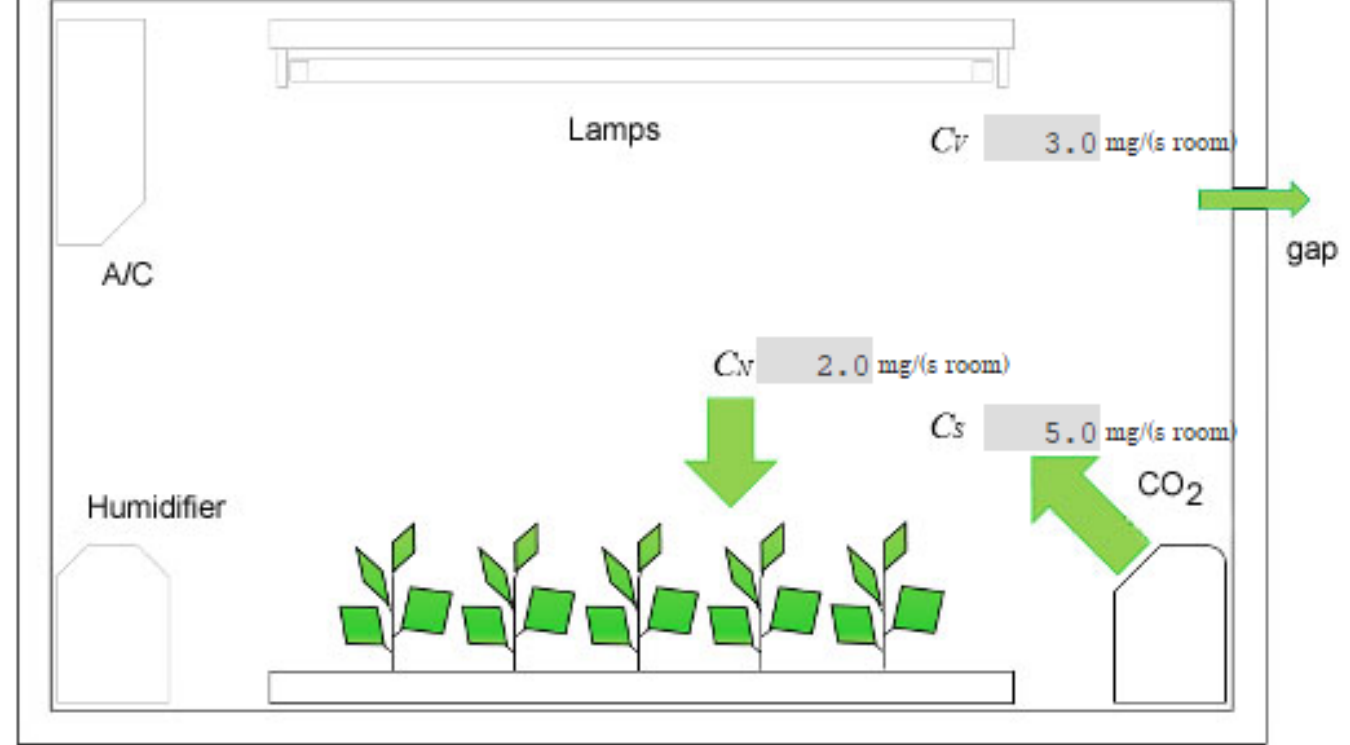 Lamps
CV 3.0 mg/(s room)
gap
A/C
CN 2.0 mg/(s room)
CS 5.0 mg/(s room)
CO2
Humidifier